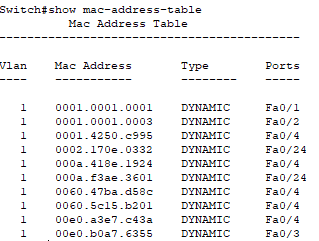 Switch#show mac-address-table
Mac Address Table
-------------------------------------------
Vlan    Mac Address       Type        Ports
----    -----------       --------    -----
1    0001.0001.0001    DYNAMIC     Fa0/1
1    0001.0001.0003    DYNAMIC     Fa0/2
1    0001.4250.c995    DYNAMIC     Fa0/4
1    0002.170e.0332    DYNAMIC     Fa0/24
1    000a.418e.1924    DYNAMIC     Fa0/4
1    000a.f3ae.3601    DYNAMIC     Fa0/24
1    0060.47ba.d58c    DYNAMIC     Fa0/4
1    0060.5c15.b201    DYNAMIC     Fa0/4
1    00e0.a3e7.c43a    DYNAMIC     Fa0/4
1    00e0.b0a7.6355    DYNAMIC     Fa0/3